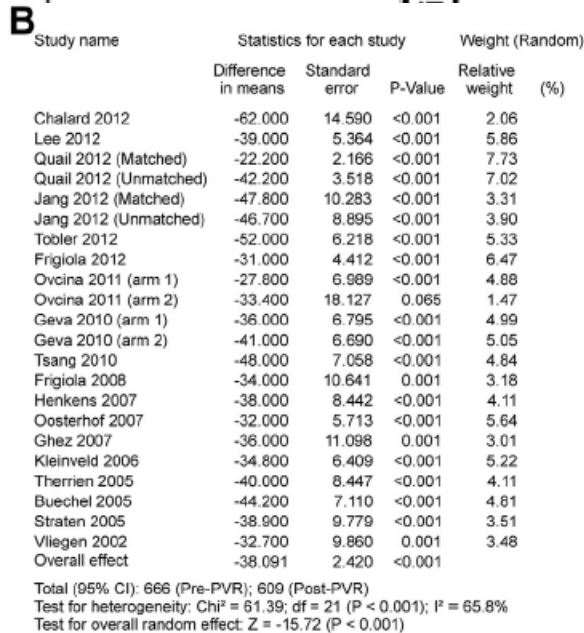 B
Study name Statistics for each study Weight (Random)
Difference in means Standard error P-Value Relative weight (%)
Chalard 2012 -62.000 14.590 <0.001 2.06
Lee 2012 -39.000 5.364 <0.001 5.86
Quail 2012 (Matched) -22.200 2.166 <0.001 7.73
Quail 2012 (Unmatched) -42.200 3.518 <0.001 7.02
Jang 2012 (Matched) -47.800 10.283 <0.001 3.31
Jang 2012 (Unmatched) -46.700 8.895 <0.001 3.90
Tobler 2012 -52.000 6.218 <0.001 5.33
Frigiola 2012 -31.000 4.412 <0.001 6.47
Ovcina 2011 (arm 1) -27.800 6.989 <0.001 4.88
Ovcina 2011 (arm 2) -33.400 18.127 0.065 1.47
Geva 2010 (arm 1) -36.000 6.795 <0.001 4.99
Geva 2010 (arm 2) -41.000 6.690 <0.001 5.05
Tsang 2010 -48.000 7.058 <0.001 4.84
Frigiola 2008 -34.000 10.641 0.001 3.18
Henkens 2007 -38.000 8.442 <0.001 4.11
Oosterhof 2007 -32.000 5.713 <0.001 5.64
Ghez 2007 -36.000 11.098 0.001 3.01
Kleinveld 2006 -34.800 6.409 <0.001 5.22
Therrien 2005 -40.000 8.447 <0.001 4.11
Buechel 2005 -44.200 7.110 <0.001 4.81
Straten 2005 -38.900 9.779 <0.001 3.51
Vliegen 2002 -32.700 9.860 0.001 3.48
Overall effect -38.091 2.420 <0.001
Total (95% CI): 666 (Pre-PVR); 609 (Post-PVR)
Test for heterogeneity: Chi² = 61.39; df = 21 (P < 0.001); I² = 65.8%
Test for overall random effect: Z = -15.72 (P < 0.001)